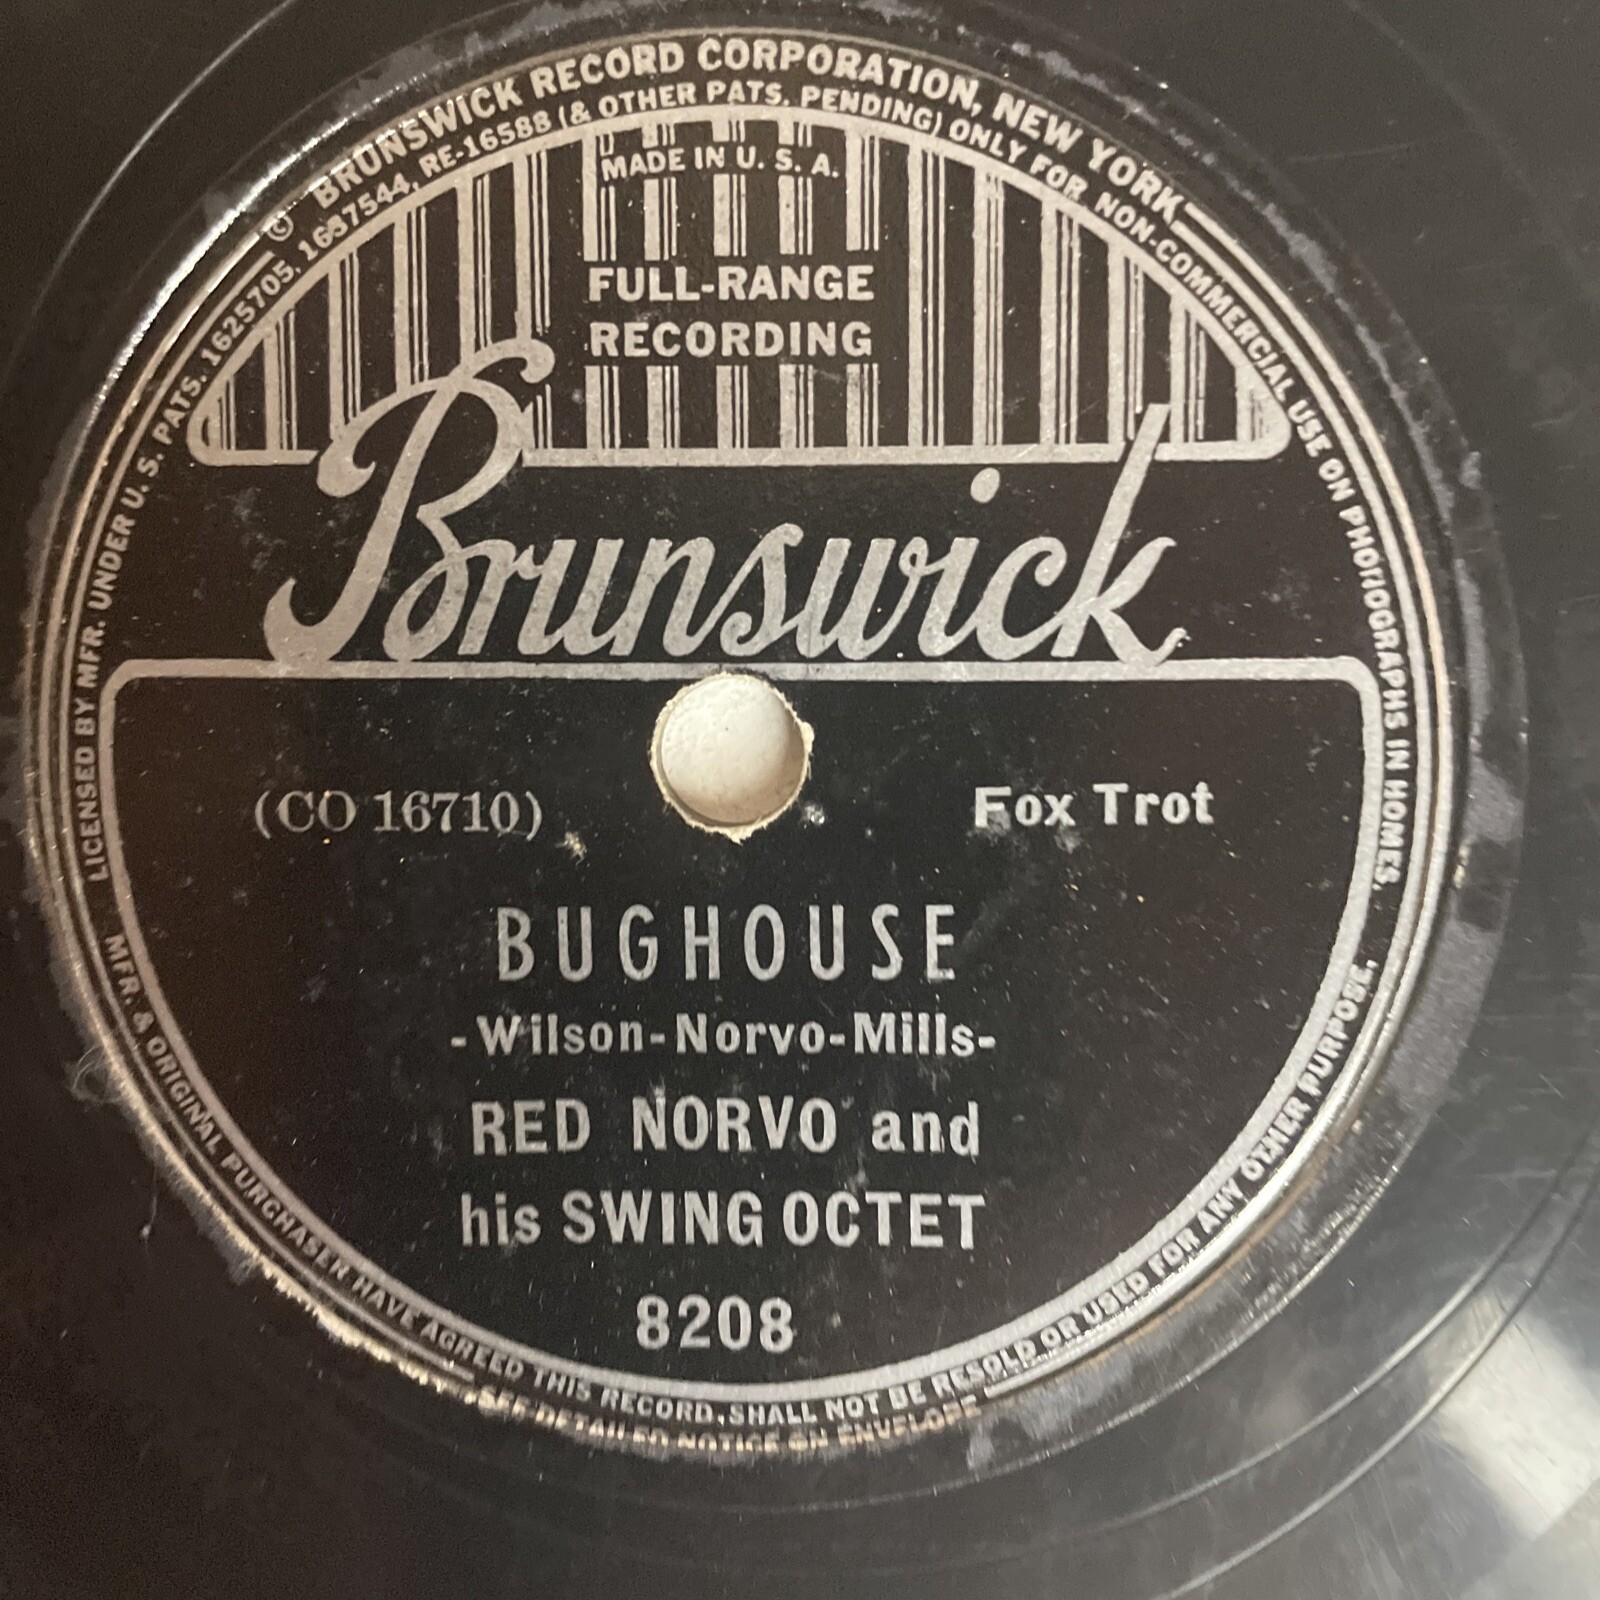 © BRUNSWICK RECORD CORPORATION, NEW YORK
LICENSED BY MFR. UNDER U. S. PATS. 1625705, 1637544, RE-16588 (& OTHER PATS. PENDING) ONLY FOR NON-COMMERCIAL USE ON PHONOGRAPHS IN HOMES.
MADE IN U. S. A.
FULL-RANGE
RECORDING
Brunswick
(CO 16710)
Fox Trot
BUGHOUSE
-Wilson-Norvo-Mills-
RED NORVO and
his SWING OCTET
8208
MFR. & ORIGINAL PURCHASER HAVE AGREED THIS RECORD SHALL NOT BE RESOLD OR USED FOR ANY OTHER PURPOSE.
SEE DETAILED NOTICE ON ENVELOPE